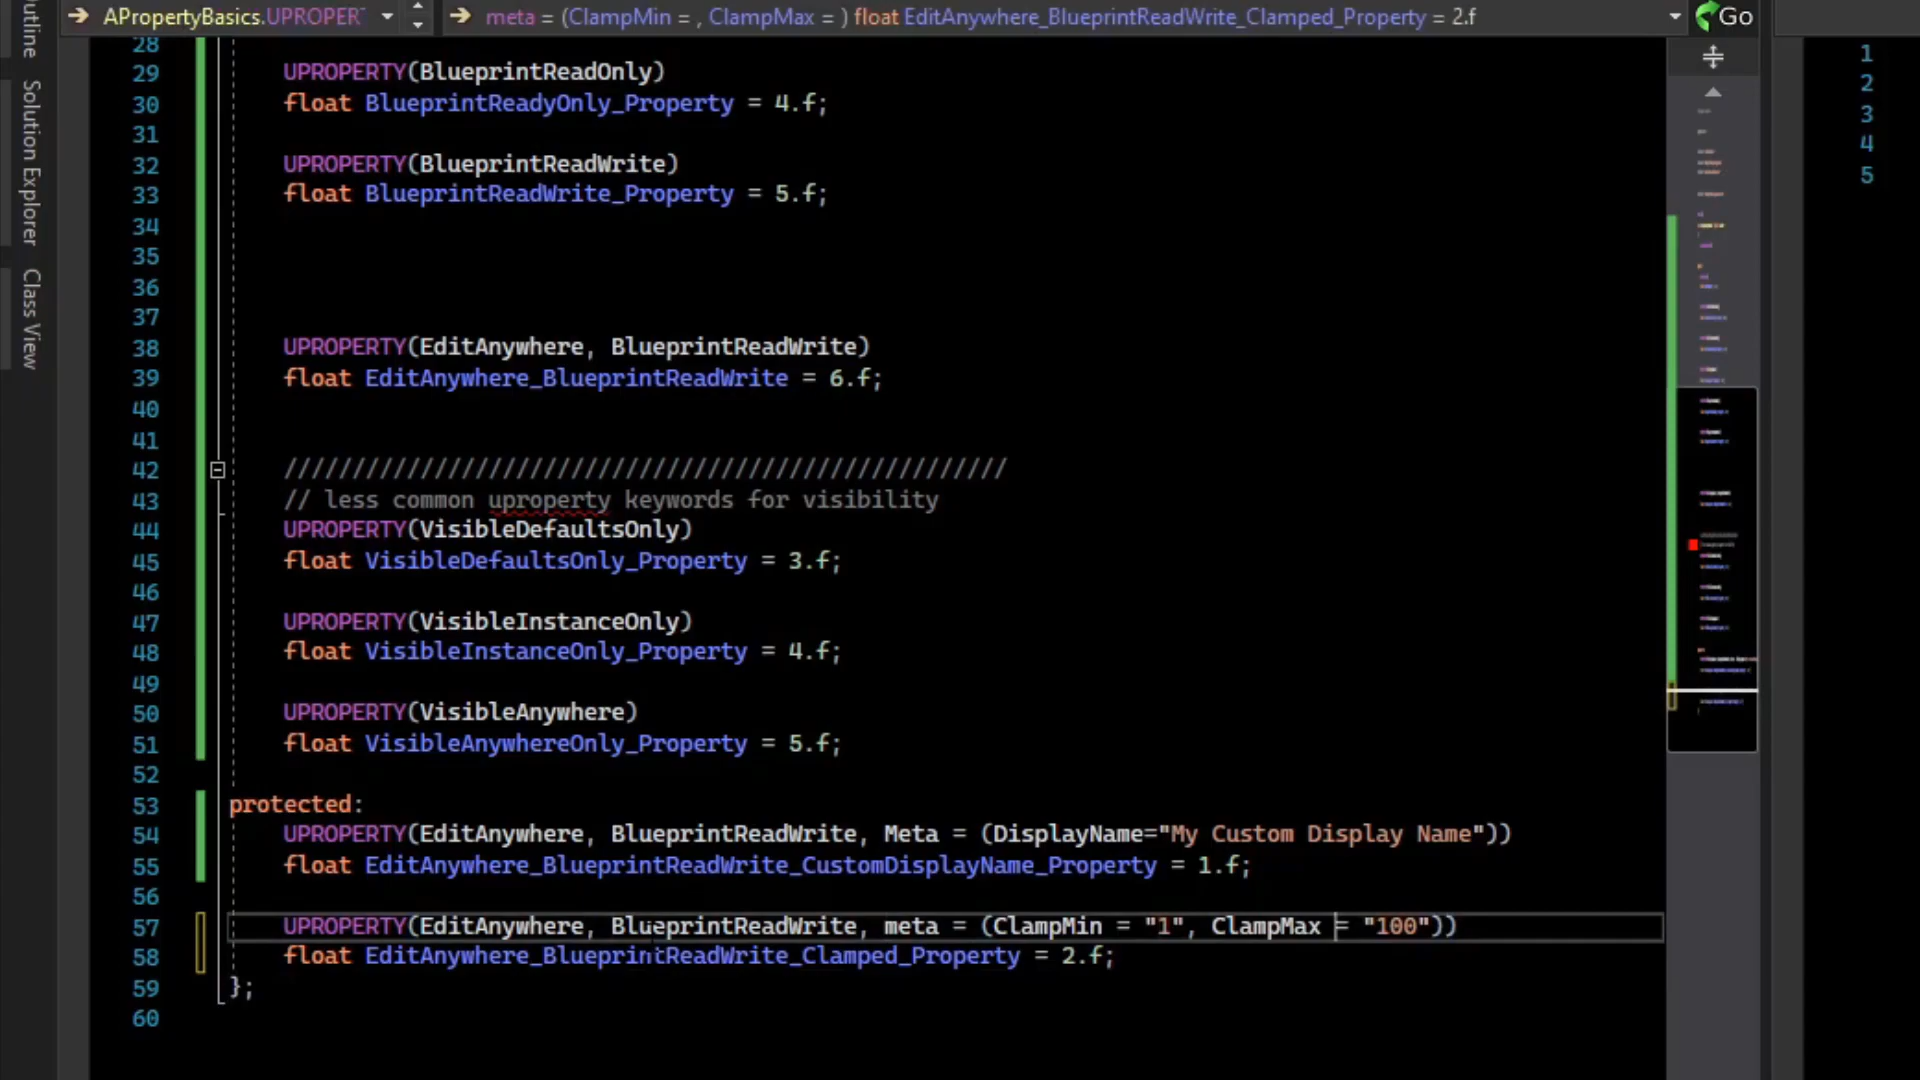 APropertyBasics.UPROPER
meta = (ClampMin = , ClampMax = ) float EditAnywhere_BlueprintReadWrite_Clamped_Property = 2.f
Go
Solution Explorer
Class View
28
29 UPROPERTY(BlueprintReadOnly)
30 float BlueprintReadyOnly_Property = 4.f;
31
32 UPROPERTY(BlueprintReadWrite)
33 float BlueprintReadWrite_Property = 5.f;
34
35
36
37
38 UPROPERTY(EditAnywhere, BlueprintReadWrite)
39 float EditAnywhere_BlueprintReadWrite = 6.f;
40
41
42 /////////////////////////////////////////////////////
43 // less common uproperty keywords for visibility
44 UPROPERTY(VisibleDefaultsOnly)
45 float VisibleDefaultsOnly_Property = 3.f;
46
47 UPROPERTY(VisibleInstanceOnly)
48 float VisibleInstanceOnly_Property = 4.f;
49
50 UPROPERTY(VisibleAnywhere)
51 float VisibleAnywhereOnly_Property = 5.f;
52
53 protected:
54 UPROPERTY(EditAnywhere, BlueprintReadWrite, Meta = (DisplayName="My Custom Display Name"))
55 float EditAnywhere_BlueprintReadWrite_CustomDisplayName_Property = 1.f;
56
57 UPROPERTY(EditAnywhere, BlueprintReadWrite, meta = (ClampMin = "1", ClampMax = "100"))
58 float EditAnywhere_BlueprintReadWrite_Clamped_Property = 2.f;
59 };
60
1
2
3
4
5